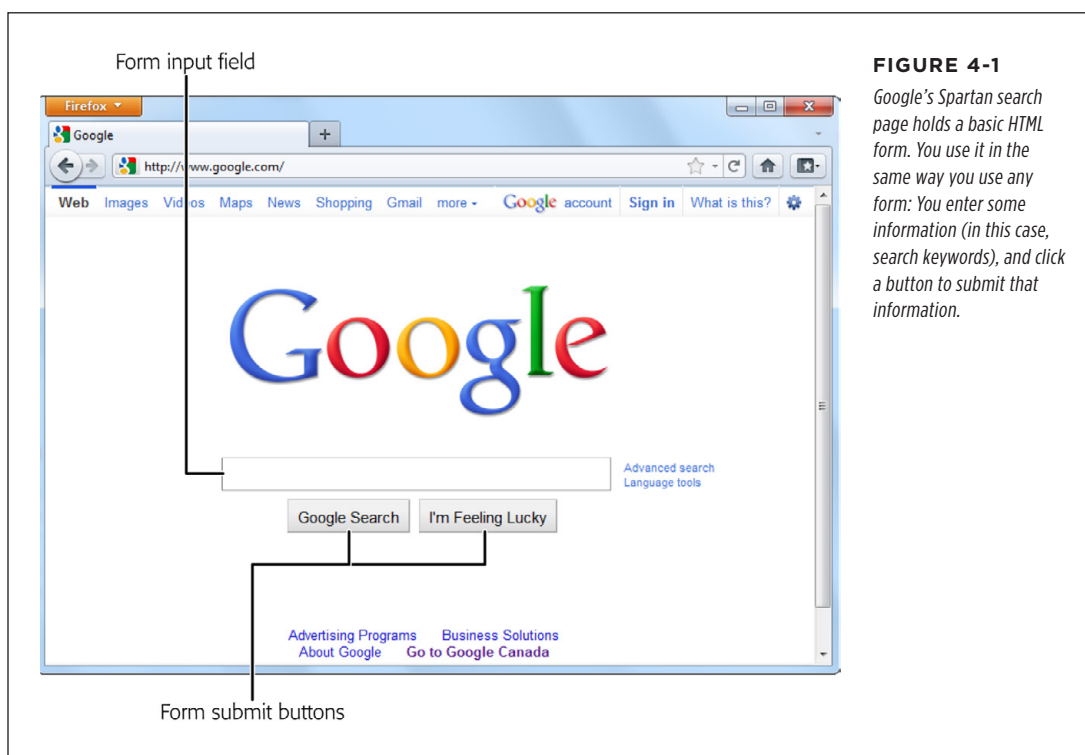 Form input field
Firefox
Google
http://www.google.com/
Web Images Videos Maps News Shopping Gmail more Google account Sign in What is this?
Google
Advanced search
Language tools
Google Search I'm Feeling Lucky
Advertising Programs Business Solutions
About Google Go to Google Canada
Form submit buttons
FIGURE 4-1
Google's Spartan search
page holds a basic HTML
form. You use it in the
same way you use any
form: You enter some
information (in this case,
search keywords), and click
a button to submit that
information.